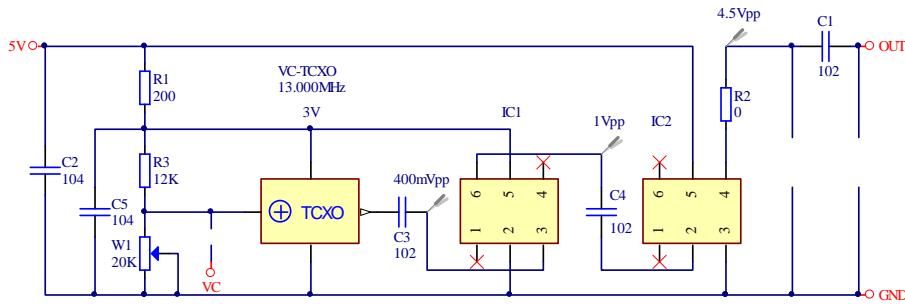 4.5Vpp
C1
102
5V
OUT
R1
200
VC-TCXO
13.000MHz
3V
IC1
1Vpp
IC2
R2
0
C2
104
R3
12K
400mVpp
6
5
4
6
5
4
C5
104
TCXO
C3
102
C4
102
1
2
3
1
2
3
W1
20K
VC
GND